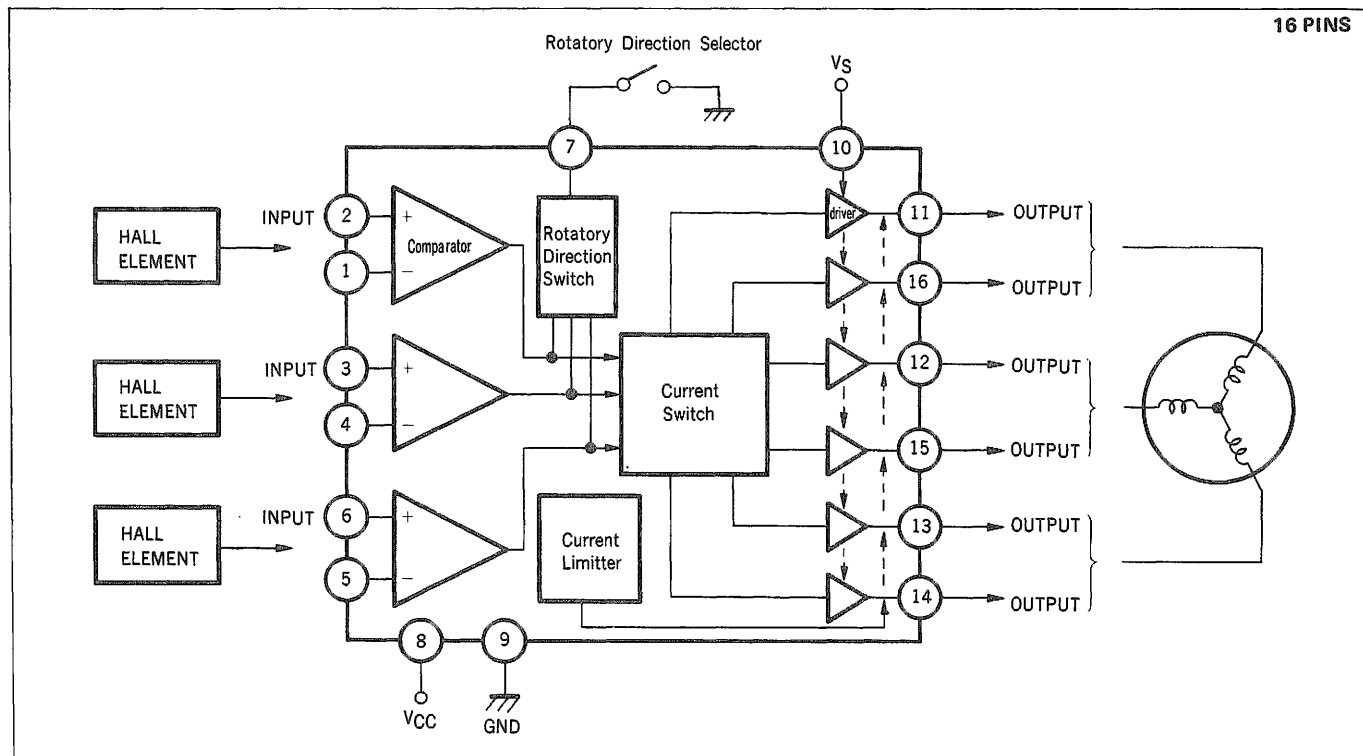 16 PINS
Rotatory Direction Selector
VS
7
10
HALL
ELEMENT
INPUT
2
1
+
−
Comparator
Rotatory
Direction
Switch
driver
11
OUTPUT
16
OUTPUT
HALL
ELEMENT
INPUT
3
4
+
−
Current
Switch
12
OUTPUT
15
OUTPUT
HALL
ELEMENT
INPUT
6
5
+
−
Current
Limitter
13
OUTPUT
14
OUTPUT
8
9
VCC
GND